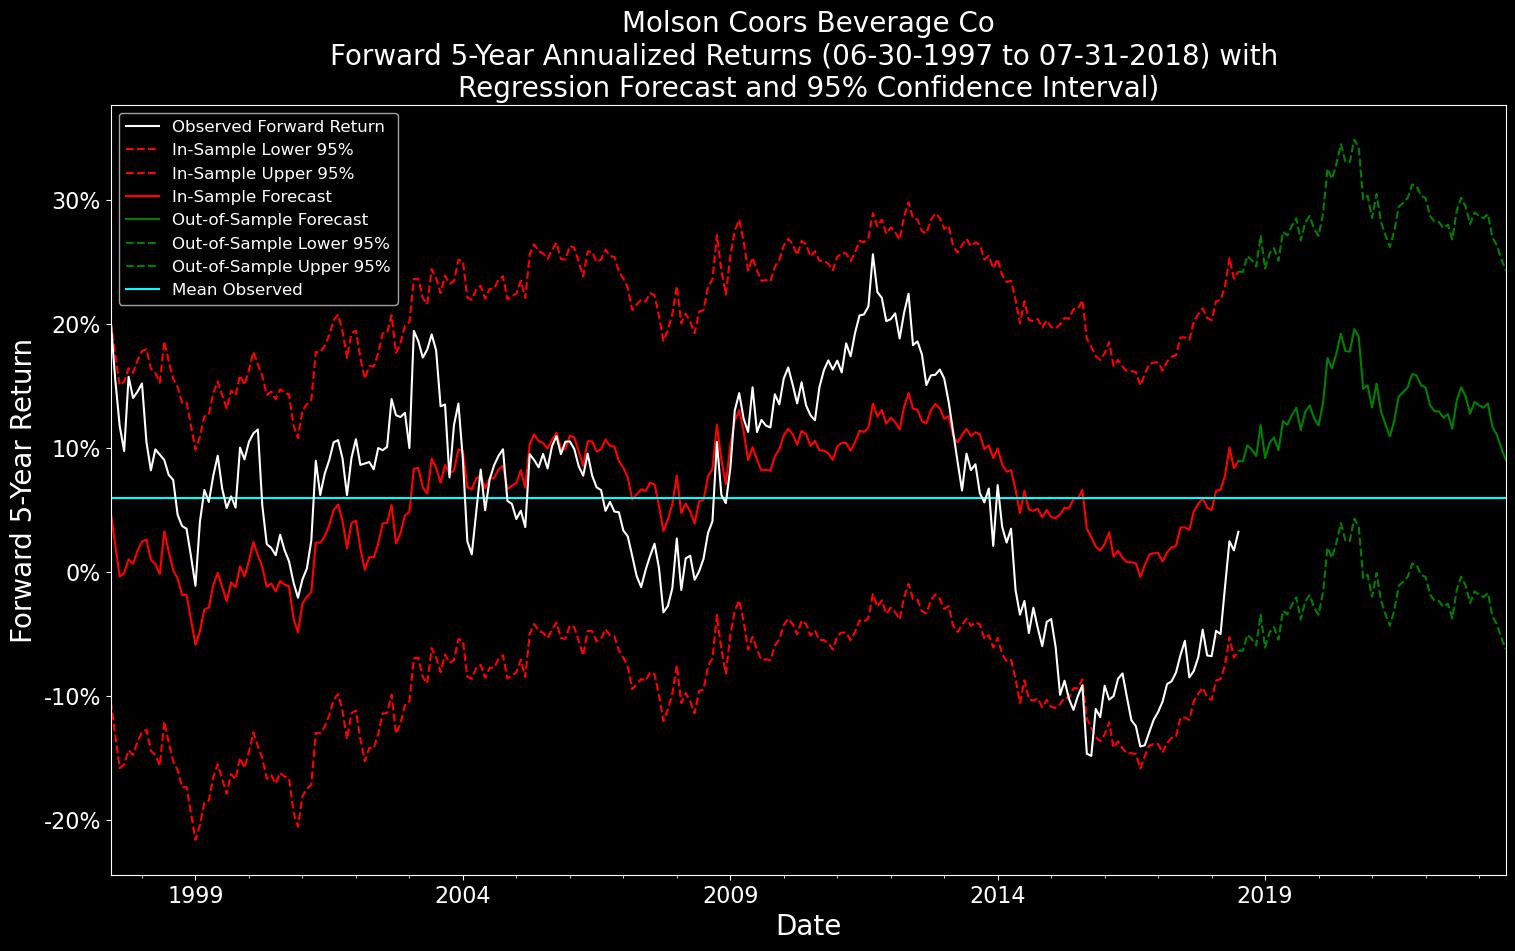 Molson Coors Beverage Co
Forward 5-Year Annualized Returns (06-30-1997 to 07-31-2018) with
Regression Forecast and 95% Confidence Interval)
Observed Forward Return
In-Sample Lower 95%
In-Sample Upper 95%
In-Sample Forecast
Out-of-Sample Forecast
Out-of-Sample Lower 95%
Out-of-Sample Upper 95%
Mean Observed
Forward 5-Year Return
30%
20%
10%
0%
-10%
-20%
1999
2004
2009
2014
2019
Date